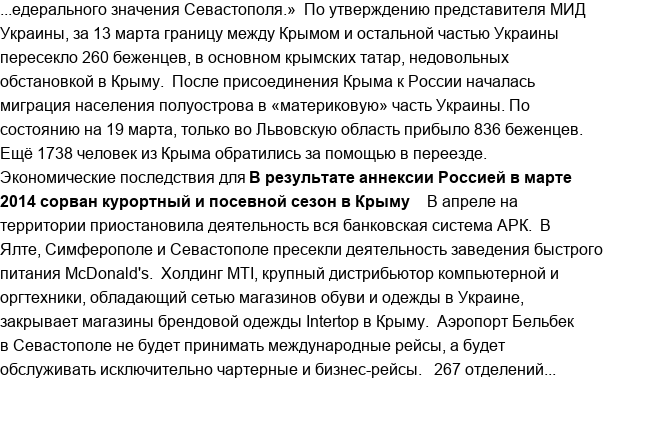 ...едерального значения Севастополя.»  По утверждению представителя МИД
Украины, за 13 марта границу между Крымом и остальной частью Украины
пересекло 260 беженцев, в основном крымских татар, недовольных
обстановкой в Крыму.  После присоединения Крыма к России началась
миграция населения полуострова в «материковую» часть Украины. По
состоянию на 19 марта, только во Львовскую область прибыло 836 беженцев.
Ещё 1738 человек из Крыма обратились за помощью в переезде.
Экономические последствия для В результате аннексии Россией в марте
2014 сорван курортный и посевной сезон в Крыму    В апреле на
территории приостановила деятельность вся банковская система АРК.  В
Ялте, Симферополе и Севастополе пресекли деятельность заведения быстрого
питания McDonald's.  Холдинг MTI, крупный дистрибьютор компьютерной и
оргтехники, обладающий сетью магазинов обуви и одежды в Украине,
закрывает магазины брендовой одежды Intertop в Крыму.  Аэропорт Бельбек
в Севастополе не будет принимать международные рейсы, а будет
обслуживать исключительно чартерные и бизнес-рейсы.   267 отделений...